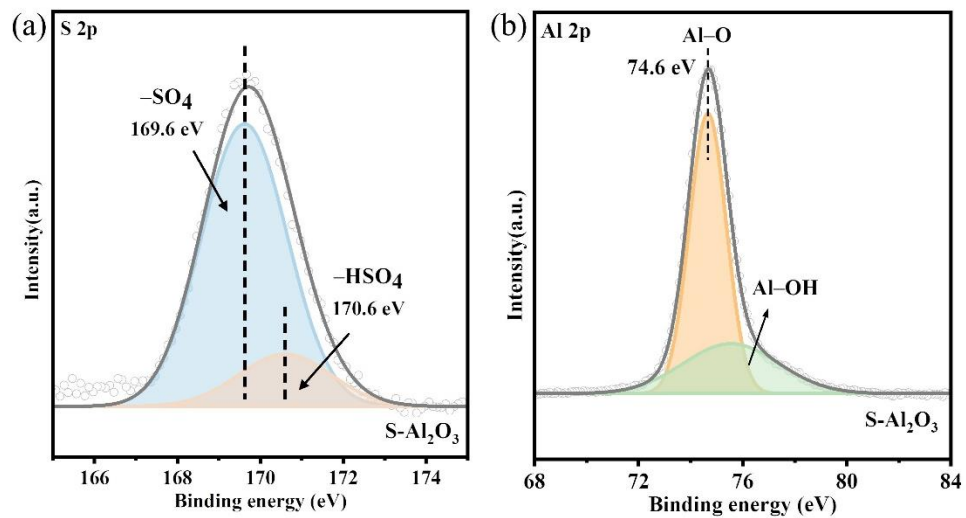 (a)
S 2p
–SO₄
169.6 eV
–HSO₄
170.6 eV
S-Al₂O₃
Intensity(a.u.)
166 168 170 172 174
Binding energy (eV)
(b)
Al 2p
Al–O
74.6 eV
Al–OH
S-Al₂O₃
Intensity(a.u.)
68 72 76 80 84
Binding energy (eV)